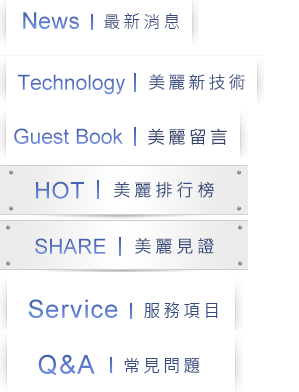 News | 最新消息
Technology | 美麗新技術
Guest Book | 美麗留言
HOT | 美麗排行榜
SHARE | 美麗見證
Service | 服務項目
Q&A | 常見問題